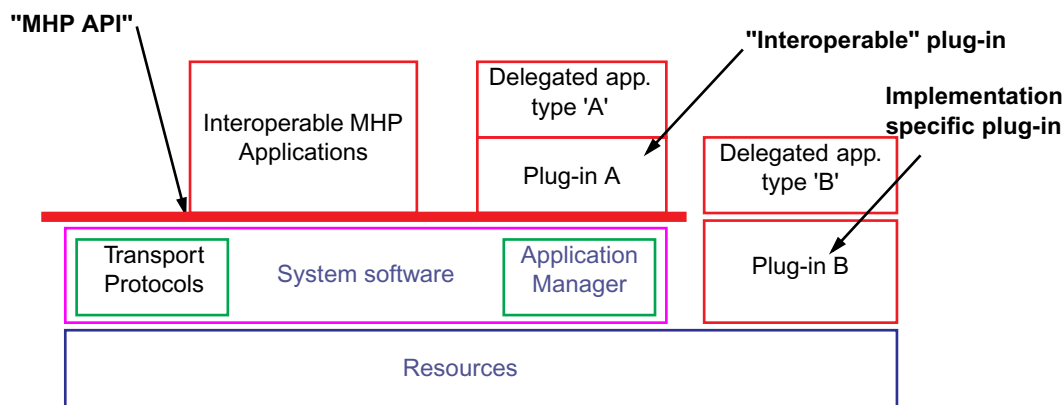 "MHP API"
"Interoperable" plug-in
Implementation
specific plug-in
Interoperable MHP
Applications
Delegated app.
type 'A'
Plug-in A
Delegated app.
type 'B'
Plug-in B
Transport
Protocols
System software
Application
Manager
Resources